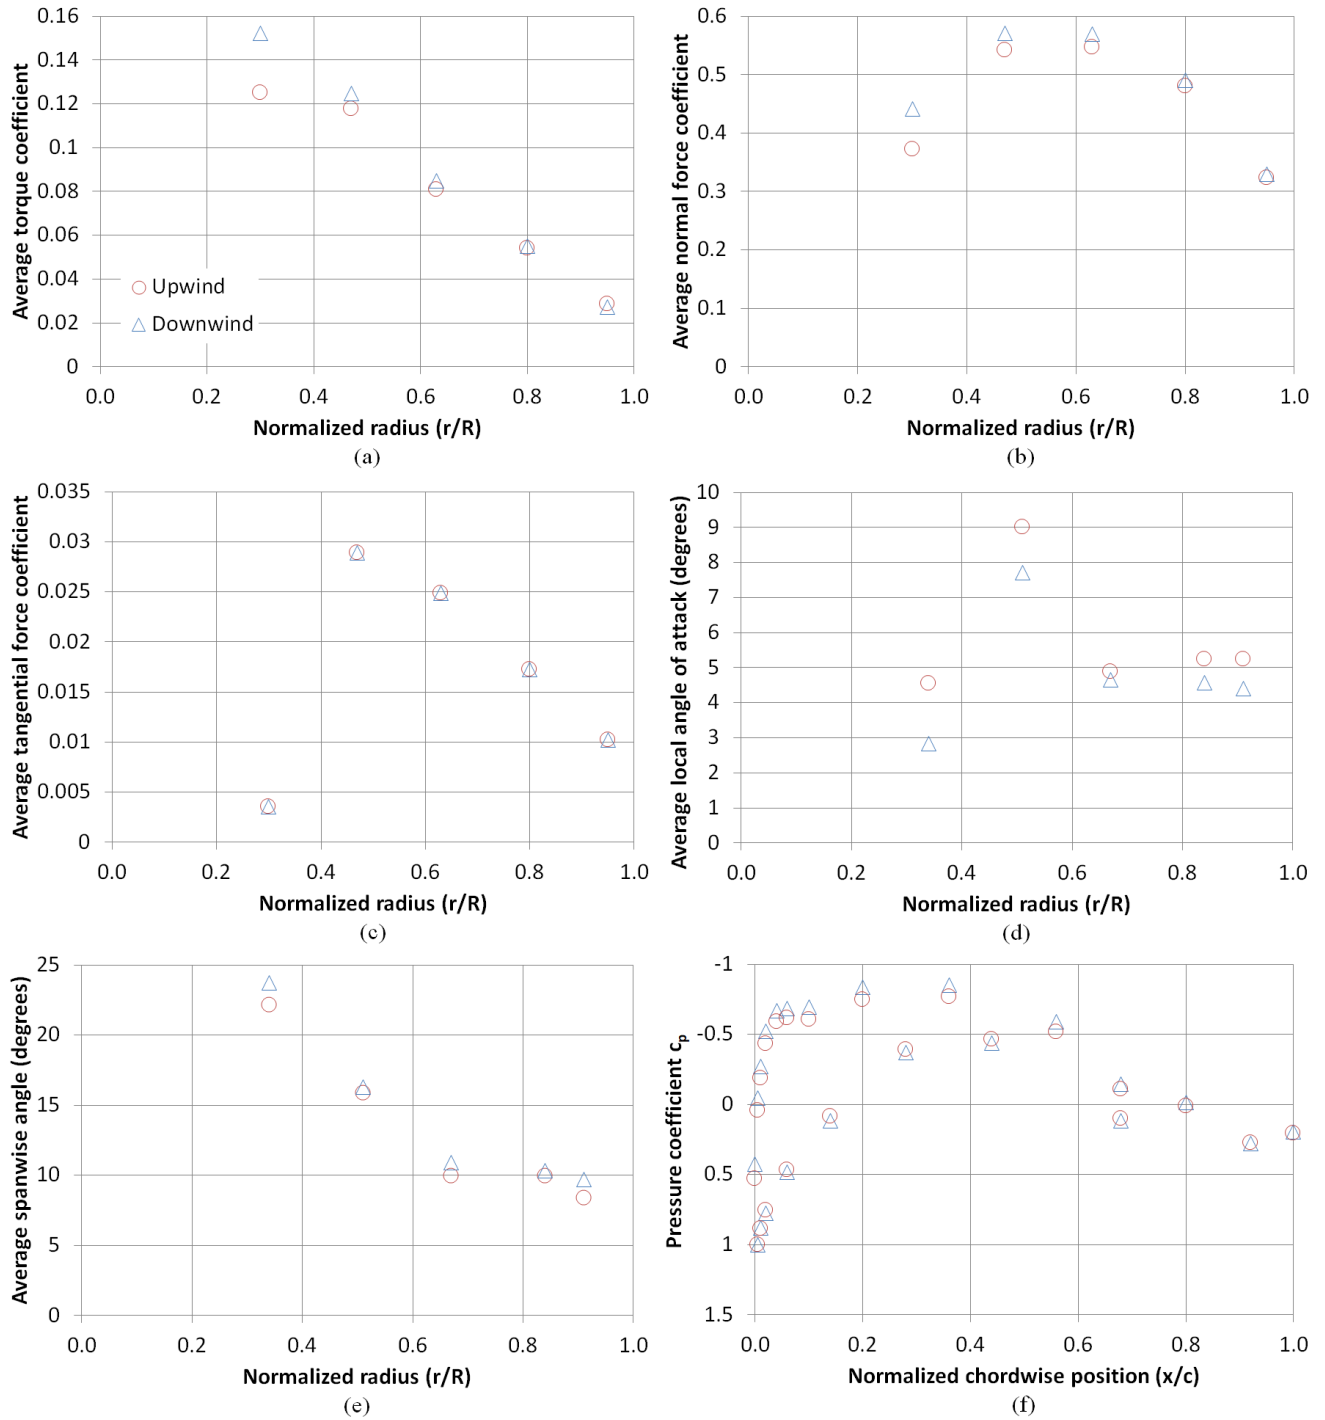 Average torque coefficient
0.16
0.14
0.12
0.1
0.08
0.06
0.04
0.02
0
Upwind
Downwind
0.0 0.2 0.4 0.6 0.8 1.0
Normalized radius (r/R)
(a)
Average normal force coefficient
0.6
0.5
0.4
0.3
0.2
0.1
0
0.0 0.2 0.4 0.6 0.8 1.0
Normalized radius (r/R)
(b)
Average tangential force coefficient
0.035
0.03
0.025
0.02
0.015
0.01
0.005
0
0.0 0.2 0.4 0.6 0.8 1.0
Normalized radius (r/R)
(c)
Average local angle of attack (degrees)
10
9
8
7
6
5
4
3
2
1
0
0.0 0.2 0.4 0.6 0.8 1.0
Normalized radius (r/R)
(d)
Average spanwise angle (degrees)
25
20
15
10
5
0
0.0 0.2 0.4 0.6 0.8 1.0
Normalized radius (r/R)
(e)
Pressure coefficient cp
-1
-0.5
0
0.5
1
1.5
0.0 0.2 0.4 0.6 0.8 1.0
Normalized chordwise position (x/c)
(f)